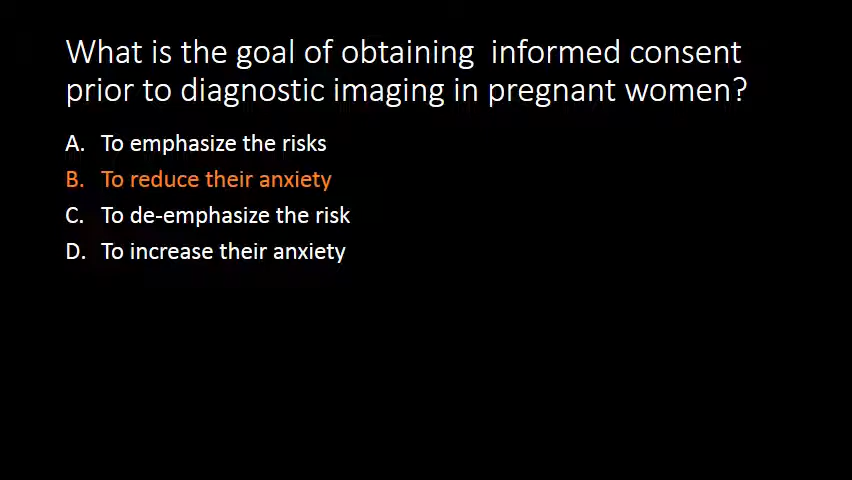 What is the goal of obtaining  informed consent
prior to diagnostic imaging in pregnant women?
A. To emphasize the risks
B. To reduce their anxiety
C. To de-emphasize the risk
D. To increase their anxiety